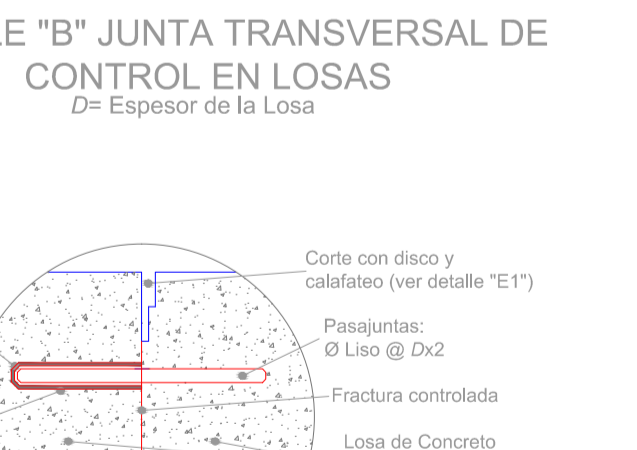 "B" JUNTA TRANSVERSAL DE
CONTROL EN LOSAS
D= Espesor de la Losa
Corte con disco y
calafateo (ver detalle "E1")
Pasajuntas:
Ø Liso @ Dx2
Fractura controlada
Losa de Concreto